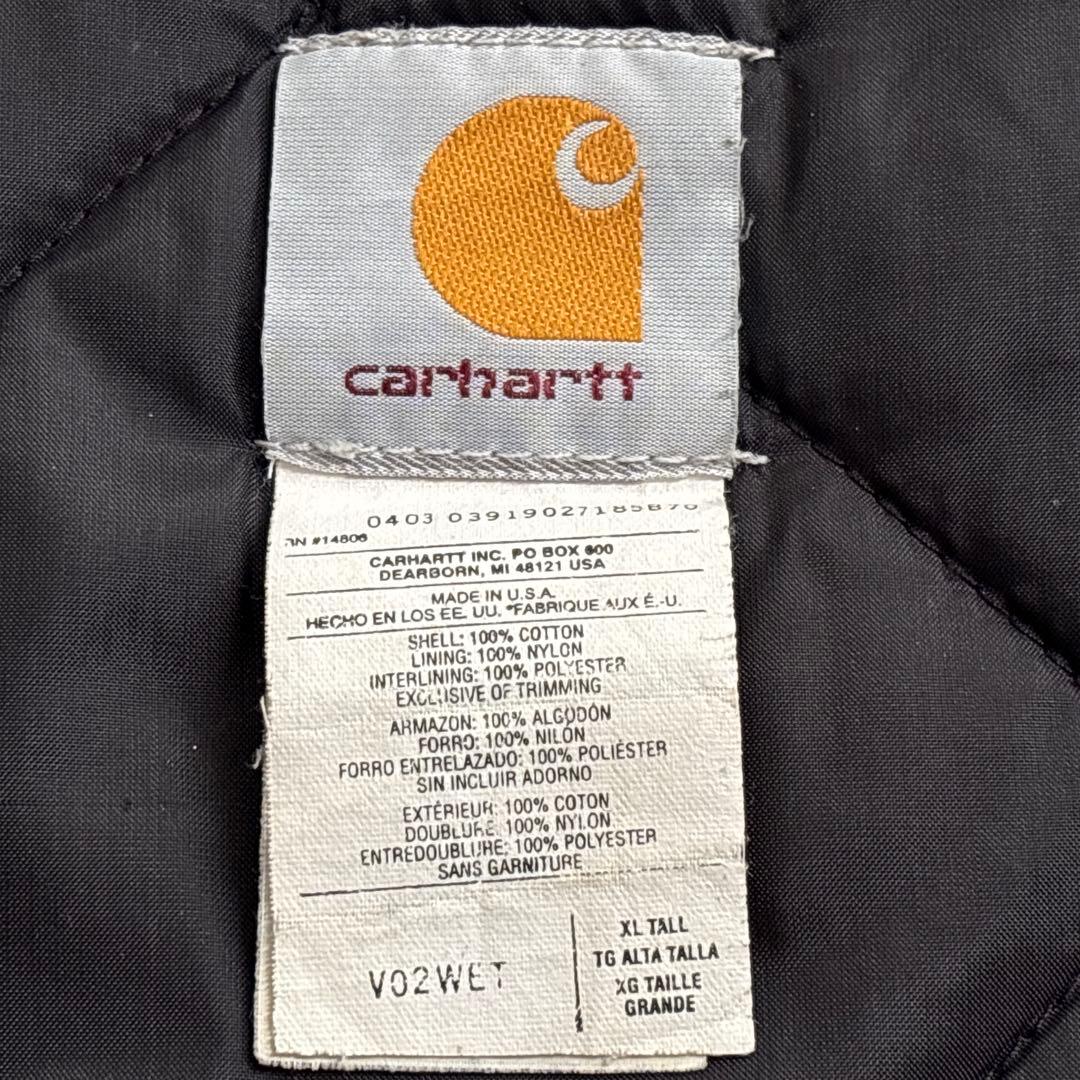 carhartt
0403 03919027185B70
RN #14806
CARHARTT INC. PO BOX 600
DEARBORN, MI 48121 USA
MADE IN U.S.A.
HECHO EN LOS EE. UU. *FABRIQUE AUX É.-U.
SHELL: 100% COTTON
LINING: 100% NYLON
INTERLINING: 100% POLYESTER
EXCLUSIVE OF TRIMMING
ARMAZON: 100% ALGODÓN
FORRO: 100% NILÓN
FORRO ENTRELAZADO: 100% POLIÉSTER
SIN INCLUIR ADORNO
EXTÉRIEUR: 100% COTON
DOUBLURE: 100% NYLON
ENTREDOUBLURE: 100% POLYESTER
SANS GARNITURE
V02WET
XL TALL
TG ALTA TALLA
XG TAILLE
GRANDE